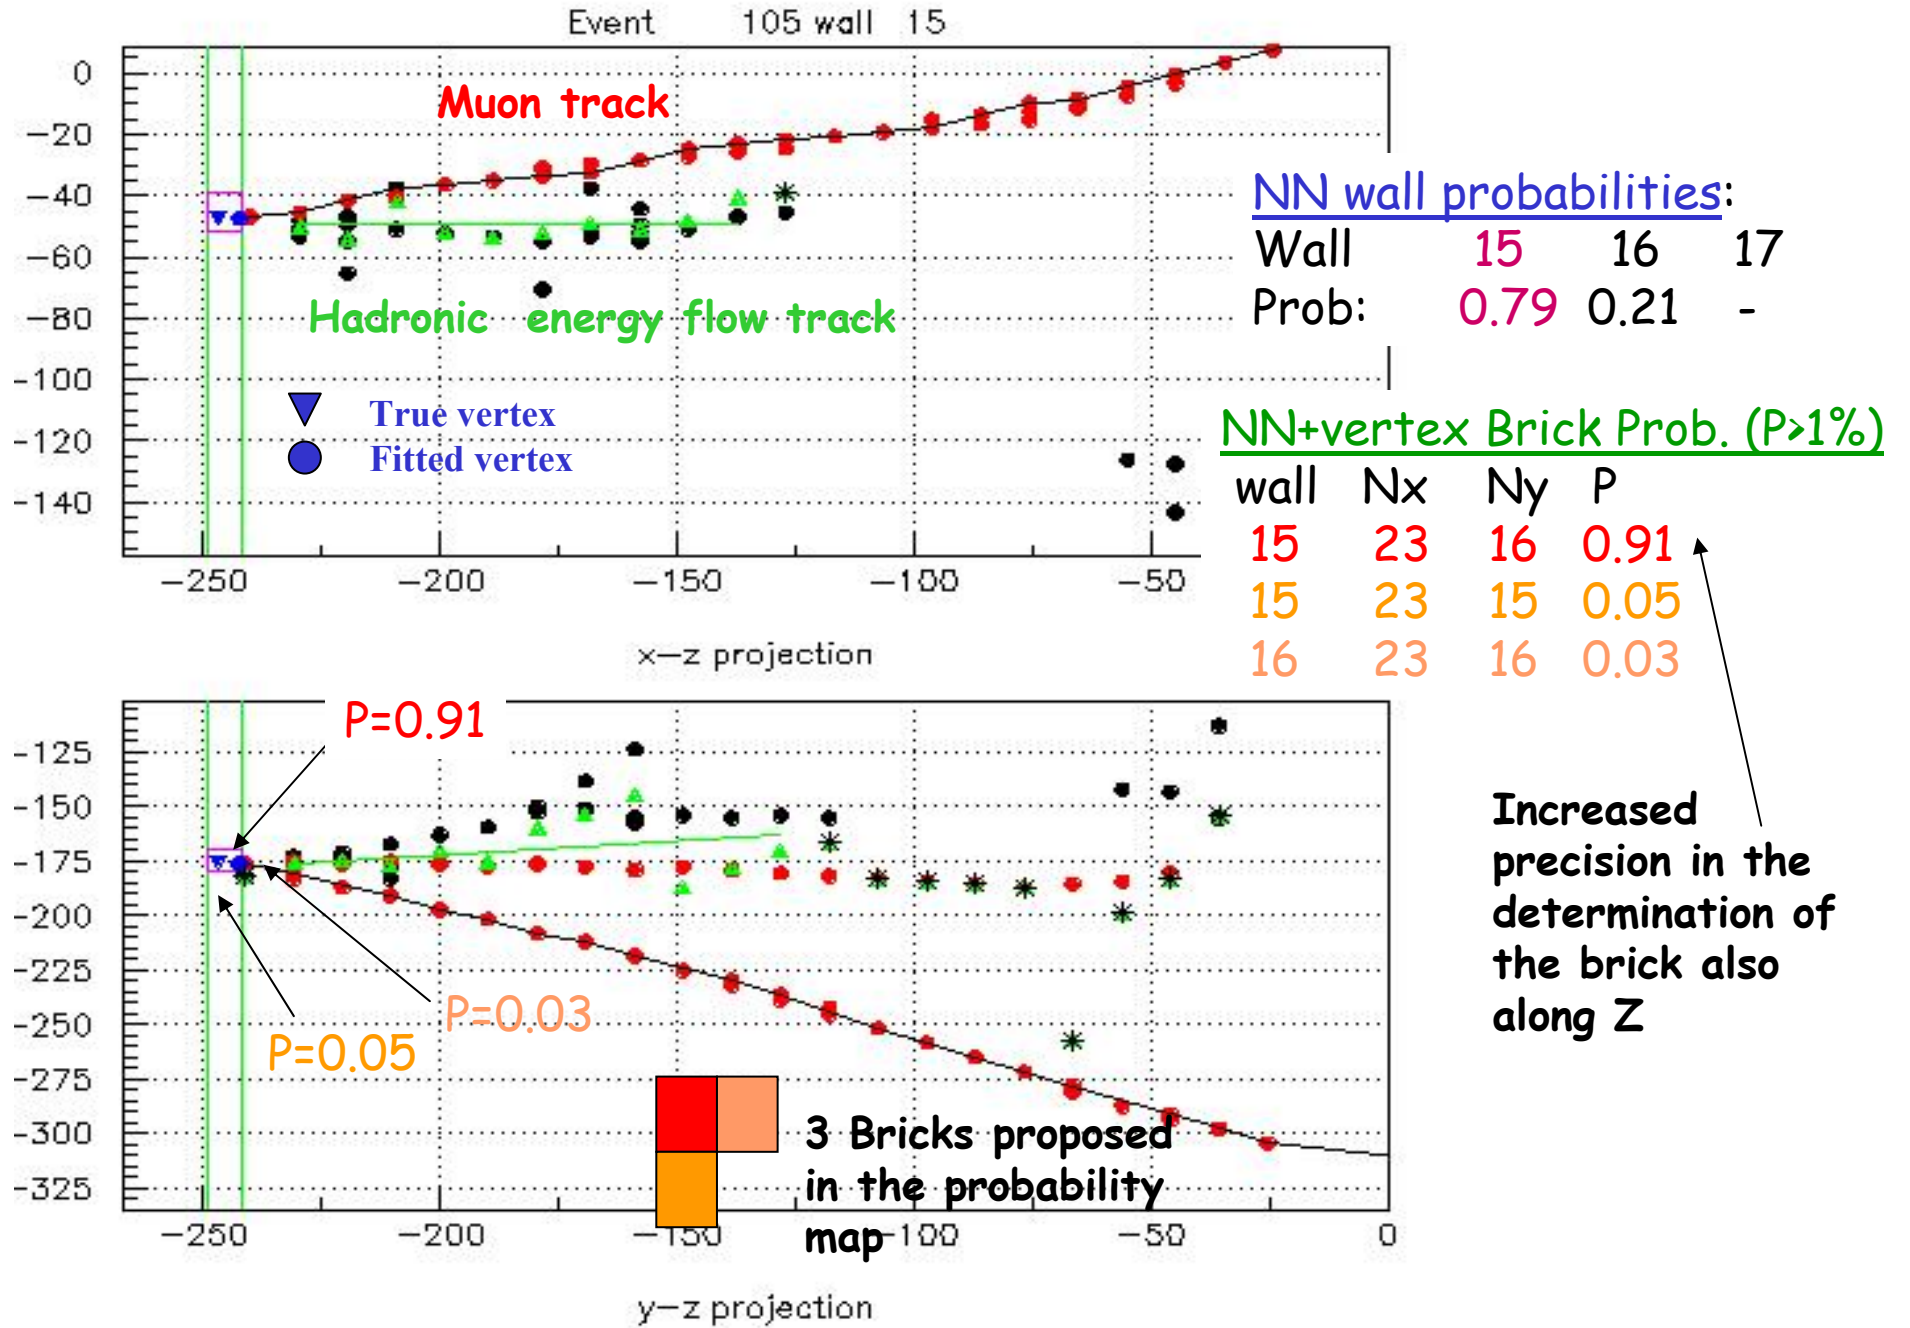 Event 105 wall 15
0
−20
−40
−60
−80
−100
−120
−140
Muon track
Hadronic energy flow track
True vertex
Fitted vertex
−250 −200 −150 −100 −50
x−z projection
NN wall probabilities:
Wall 15 16 17
Prob: 0.79 0.21 -
NN+vertex Brick Prob. (P>1%)
wall Nx Ny P
15 23 16 0.91
15 23 15 0.05
16 23 16 0.03
Increased
precision in the
determination of
the brick also
along Z
−125
−150
−175
−200
−225
−250
−275
−300
−325
P=0.91
P=0.03
P=0.05
3 Bricks proposed
in the probability
map
−250 −200 −150 −100 −50 0
y−z projection